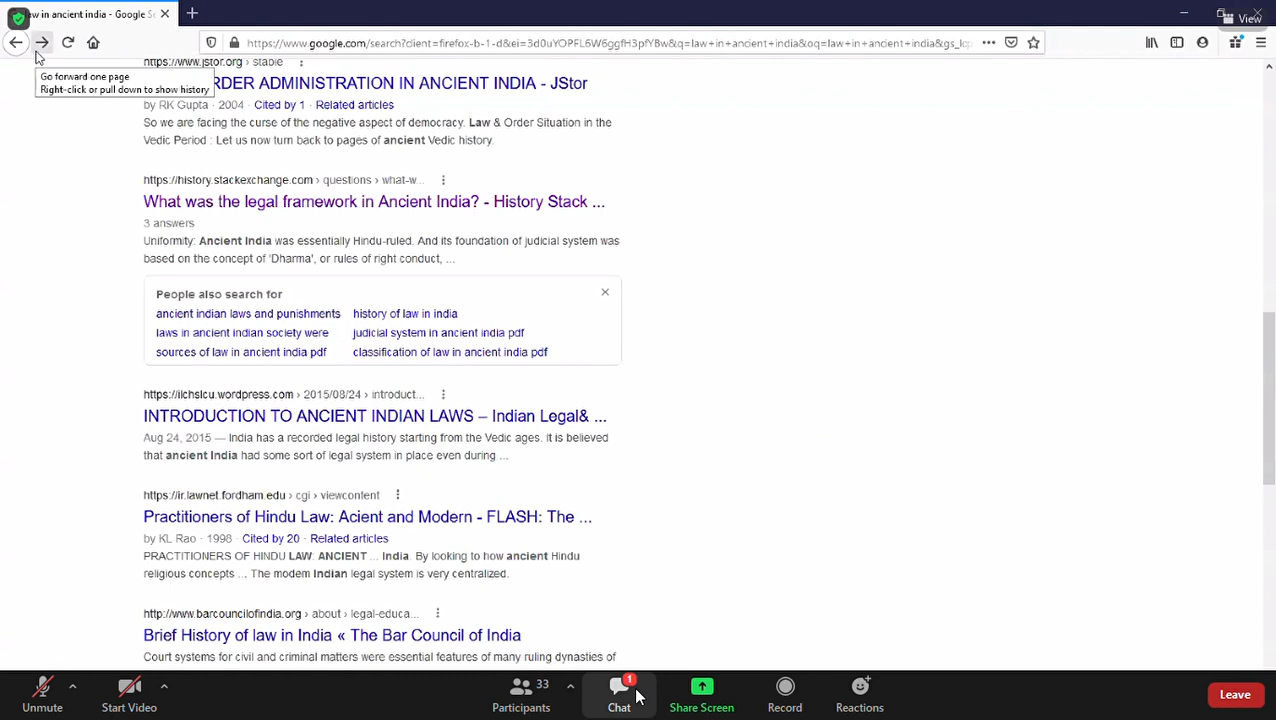 aw in ancient india - Google Se
View
https://www.google.com/search?client=firefox-b-1-d&ei=3d0uYOPFL6W6ggfH3pfYBw&q=law+in+ancient+india&oq=law+in+ancient+india&gs_lcp
Go forward one page
Right-click or pull down to show history
https://www.jstor.org › stable
RDER ADMINISTRATION IN ANCIENT INDIA - JStor
by RK Gupta · 2004 · Cited by 1 · Related articles
So we are facing the curse of the negative aspect of democracy. Law & Order Situation in the
Vedic Period : Let us now turn back to pages of ancient Vedic history.
https://history.stackexchange.com › questions › what-w...
What was the legal framework in Ancient India? - History Stack ...
3 answers
Uniformity: Ancient India was essentially Hindu-ruled. And its foundation of judicial system was
based on the concept of 'Dharma', or rules of right conduct, ...
People also search for
ancient indian laws and punishments history of law in india
laws in ancient indian society were judicial system in ancient india pdf
sources of law in ancient india pdf classification of law in ancient india pdf
https://ilchslcu.wordpress.com › 2015/08/24 › introduct...
INTRODUCTION TO ANCIENT INDIAN LAWS – Indian Legal& ...
Aug 24, 2015 — India has a recorded legal history starting from the Vedic ages. It is believed
that ancient India had some sort of legal system in place even during ...
https://ir.lawnet.fordham.edu › cgi › viewcontent
Practitioners of Hindu Law: Acient and Modern - FLASH: The ...
by KL Rao · 1998 · Cited by 20 · Related articles
PRACTITIONERS OF HINDU LAW: ANCIENT ... India. By looking to how ancient Hindu
religious concepts ... The modern Indian legal system is very centralized.
http://www.barcouncilofindia.org › about › legal-educa...
Brief History of law in India « The Bar Council of India
Court systems for civil and criminal matters were essential features of many ruling dynasties of
33
1
Unmute
Start Video
Participants
Chat
Share Screen
Record
Reactions
Leave